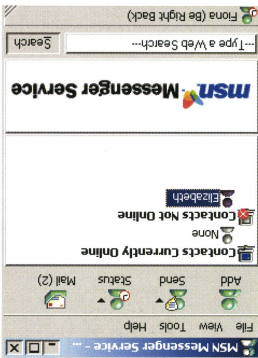 MSN Messenger Service - ...
File View Tools Help
Add Send Status Mail (2)
Contacts Currently Online
None
Contacts Not Online
Elizabeth
msn Messenger Service
---Type a Web Search---
Search
Fiona (Be Right Back)